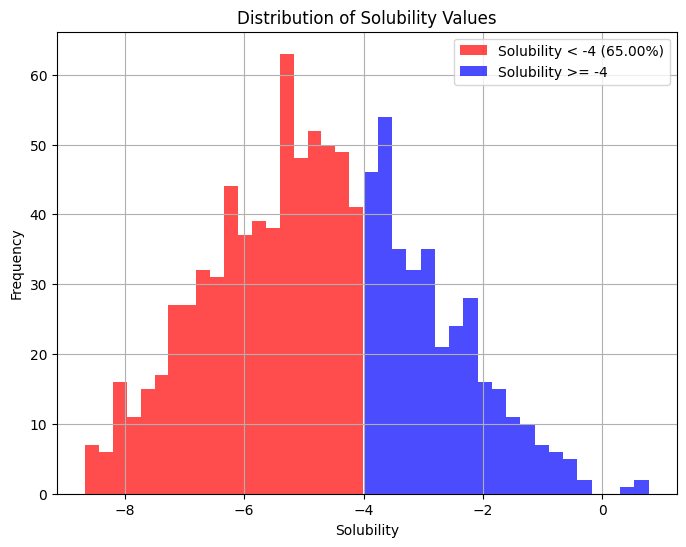 Distribution of Solubility Values
Solubility < -4 (65.00%)
Solubility >= -4
Frequency
60
50
40
30
20
10
0
−8
−6
−4
−2
0
Solubility